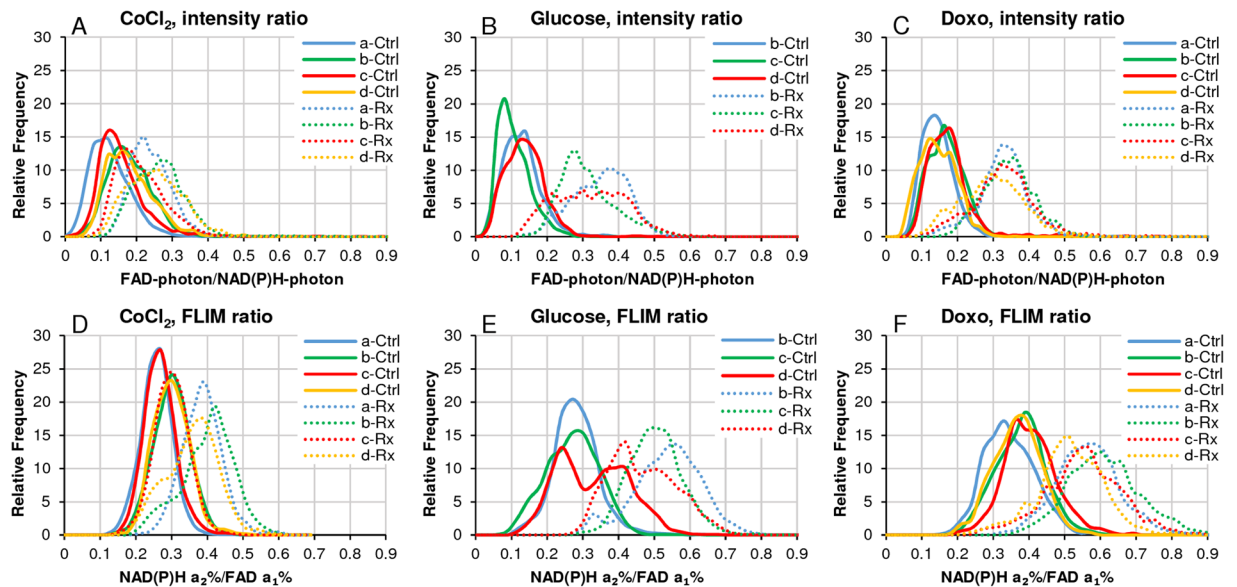 A CoCl₂, intensity ratio
Relative Frequency
30
25
20
15
10
5
0
0 0.1 0.2 0.3 0.4 0.5 0.6 0.7 0.8 0.9
FAD-photon/NAD(P)H-photon
a-Ctrl
b-Ctrl
c-Ctrl
d-Ctrl
a-Rx
b-Rx
c-Rx
d-Rx
B Glucose, intensity ratio
Relative Frequency
30
25
20
15
10
5
0
0 0.1 0.2 0.3 0.4 0.5 0.6 0.7 0.8 0.9
FAD-photon/NAD(P)H-photon
b-Ctrl
c-Ctrl
d-Ctrl
b-Rx
c-Rx
d-Rx
C Doxo, intensity ratio
Relative Frequency
30
25
20
15
10
5
0
0 0.1 0.2 0.3 0.4 0.5 0.6 0.7 0.8 0.9
FAD-photon/NAD(P)H-photon
a-Ctrl
b-Ctrl
c-Ctrl
d-Ctrl
a-Rx
b-Rx
c-Rx
d-Rx
D CoCl₂, FLIM ratio
Relative Frequency
30
25
20
15
10
5
0
0 0.1 0.2 0.3 0.4 0.5 0.6 0.7 0.8 0.9
NAD(P)H a₂%/FAD a₁%
a-Ctrl
b-Ctrl
c-Ctrl
d-Ctrl
a-Rx
b-Rx
c-Rx
d-Rx
E Glucose, FLIM ratio
Relative Frequency
30
25
20
15
10
5
0
0 0.1 0.2 0.3 0.4 0.5 0.6 0.7 0.8 0.9
NAD(P)H a₂%/FAD a₁%
b-Ctrl
c-Ctrl
d-Ctrl
b-Rx
c-Rx
d-Rx
F Doxo, FLIM ratio
Relative Frequency
30
25
20
15
10
5
0
0 0.1 0.2 0.3 0.4 0.5 0.6 0.7 0.8 0.9
NAD(P)H a₂%/FAD a₁%
a-Ctrl
b-Ctrl
c-Ctrl
d-Ctrl
a-Rx
b-Rx
c-Rx
d-Rx